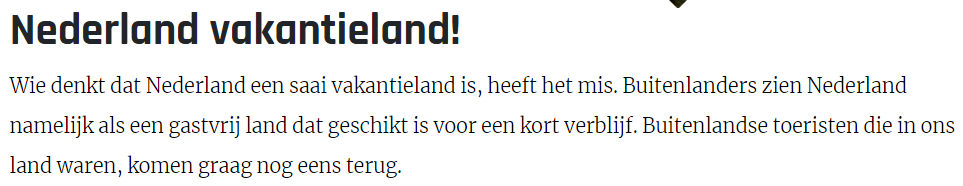 Nederland vakantieland!
Wie denkt dat Nederland een saai vakantieland is, heeft het mis. Buitenlanders zien Nederland
namelijk als een gastvrij land dat geschikt is voor een kort verblijf. Buitenlandse toeristen die in ons
land waren, komen graag nog eens terug.